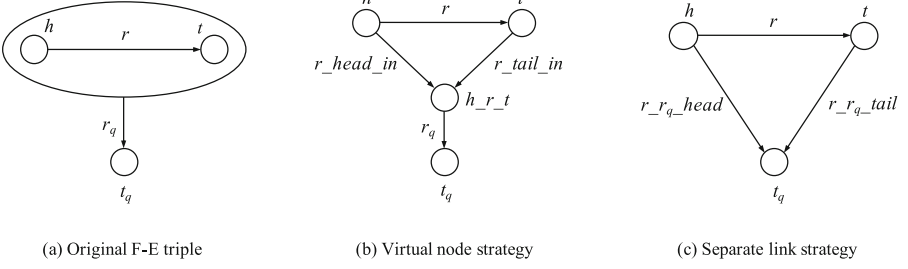 h r t
r_q
t_q
(a) Original F-E triple
h r t
r_head_in r_tail_in
h_r_t
r_q
t_q
(b) Virtual node strategy
h r t
r_r_q_head r_r_q_tail
t_q
(c) Separate link strategy